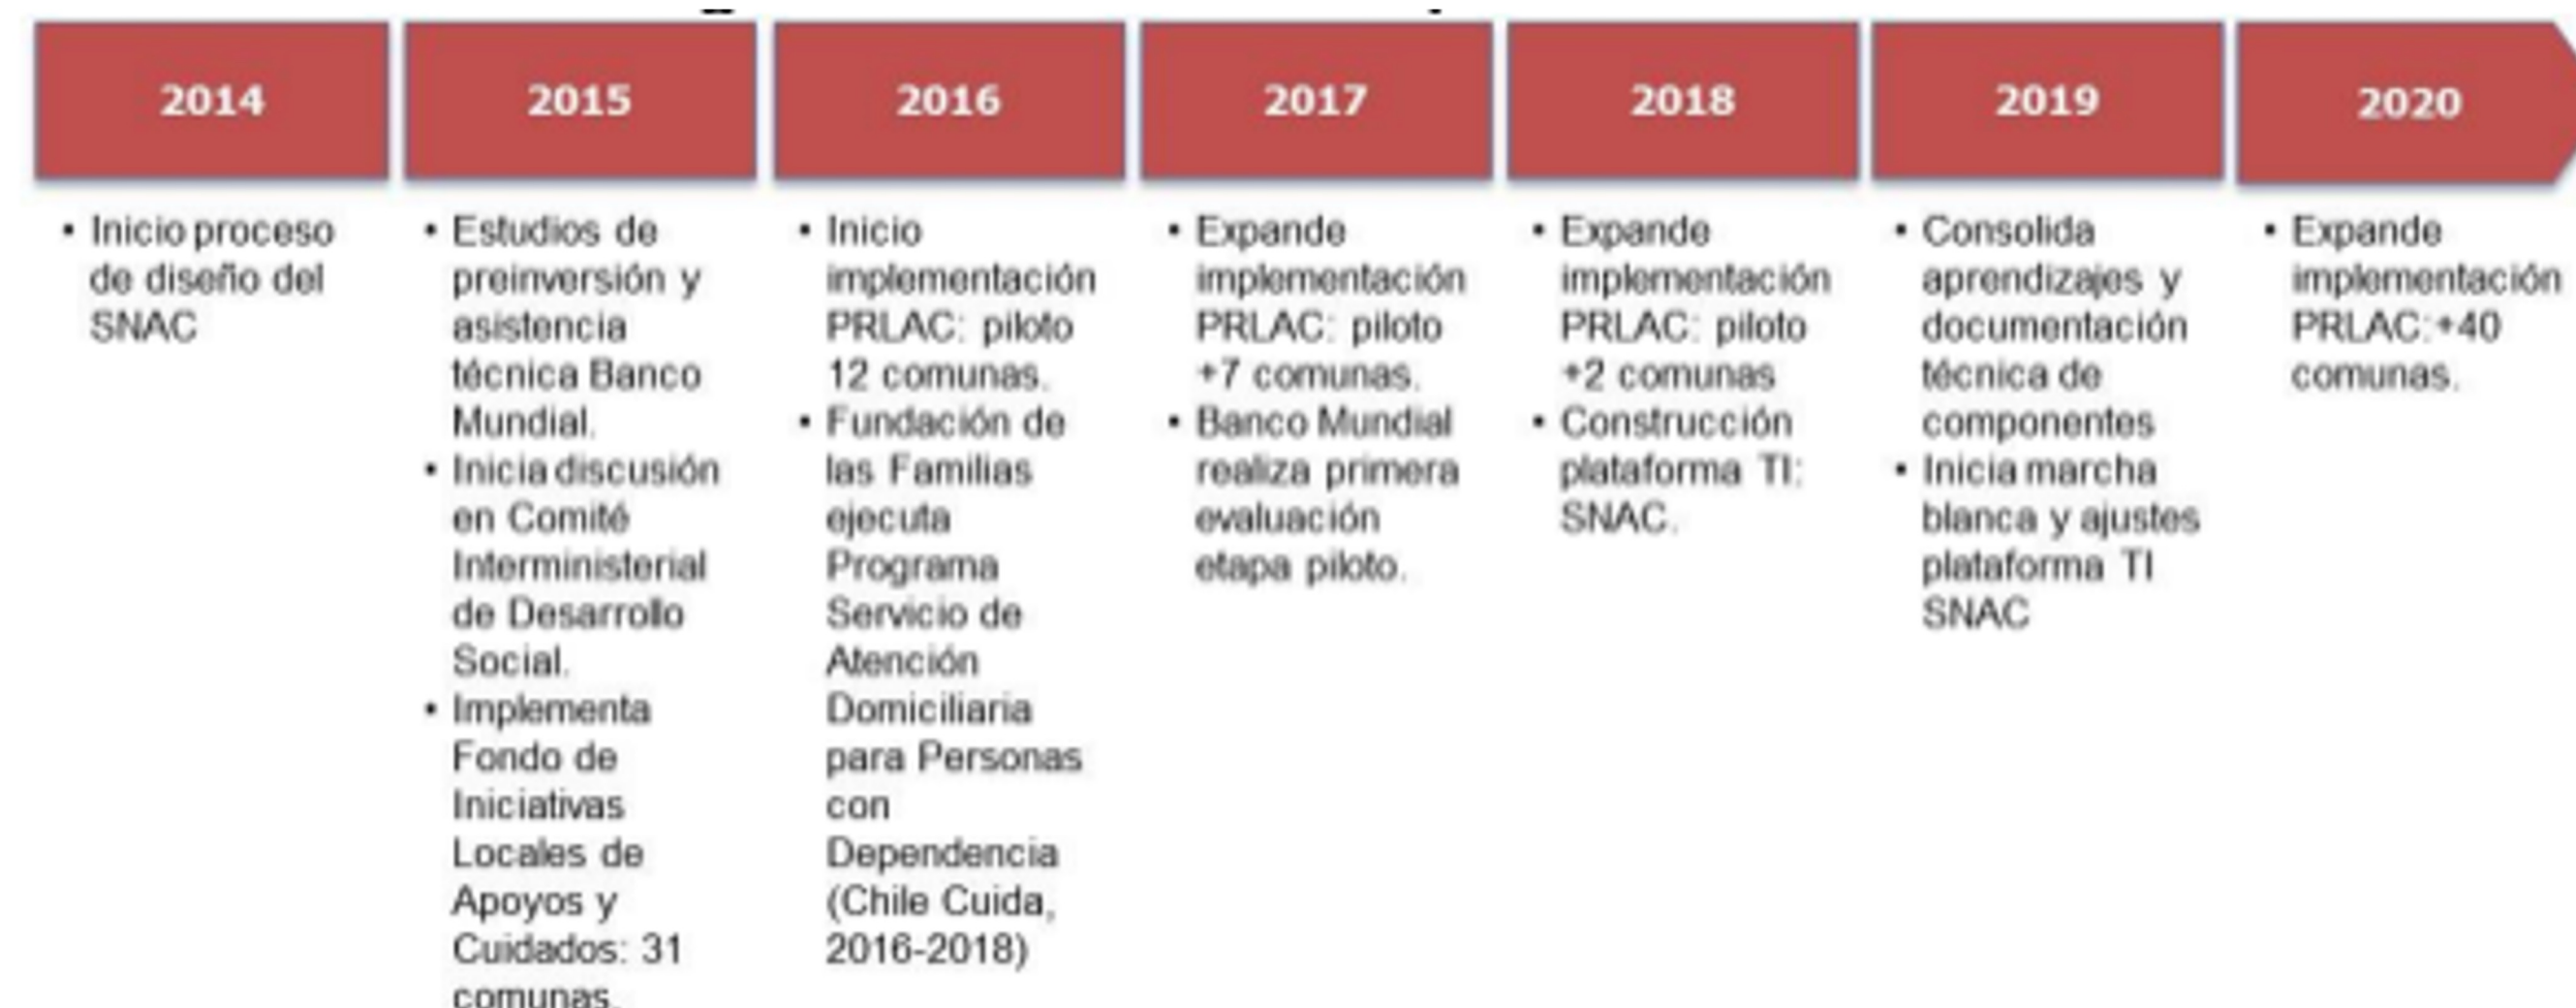 2014
2015
2016
2017
2018
2019
2020
• Inicio proceso
de diseño del
SNAC
• Estudios de
preinversión y
asistencia
técnica Banco
Mundial.
• Inicia discusión
en Comité
Interministerial
de Desarrollo
Social.
• Implementa
Fondo de
Iniciativas
Locales de
Apoyos y
Cuidados: 31
comunas.
• Inicio
implementación
PRLAC: piloto
12 comunas.
• Fundación de
las Familias
ejecuta
Programa
Servicio de
Atención
Domiciliaria
para Personas
con
Dependencia
(Chile Cuida,
2016-2018)
• Expande
implementación
PRLAC: piloto
+7 comunas.
• Banco Mundial
realiza primera
evaluación
etapa piloto.
• Expande
implementación
PRLAC: piloto
+2 comunas
• Construcción
plataforma TI:
SNAC.
• Consolida
aprendizajes y
documentación
técnica de
componentes
• Inicia marcha
blanca y ajustes
plataforma TI
SNAC
• Expande
implementación
PRLAC:+40
comunas.